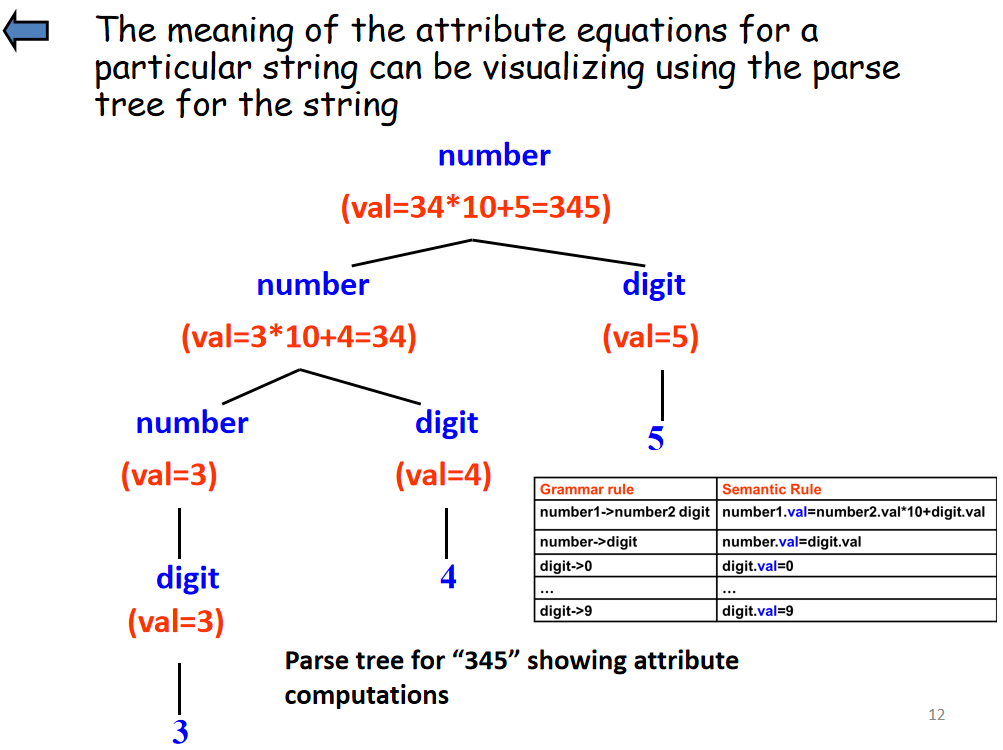 The meaning of the attribute equations for a
particular string can be visualizing using the parse
tree for the string
number
(val=34*10+5=345)
number
digit
(val=3*10+4=34)
(val=5)
number
digit
5
(val=3)
(val=4)
Grammar rule
Semantic Rule
number1->number2 digit
number1.val=number2.val*10+digit.val
number->digit
number.val=digit.val
digit->0
digit.val=0
…
…
digit->9
digit.val=9
digit
4
(val=3)
3
Parse tree for “345” showing attribute
computations
12